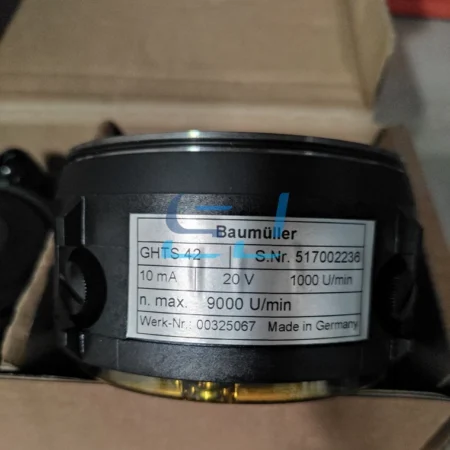 Baumüller
GHTS 42 S.Nr. 517002236
10 mA 20 V 1000 U/min
n. max. 9000 U/min
Werk-Nr.: 00325067 Made in Germany